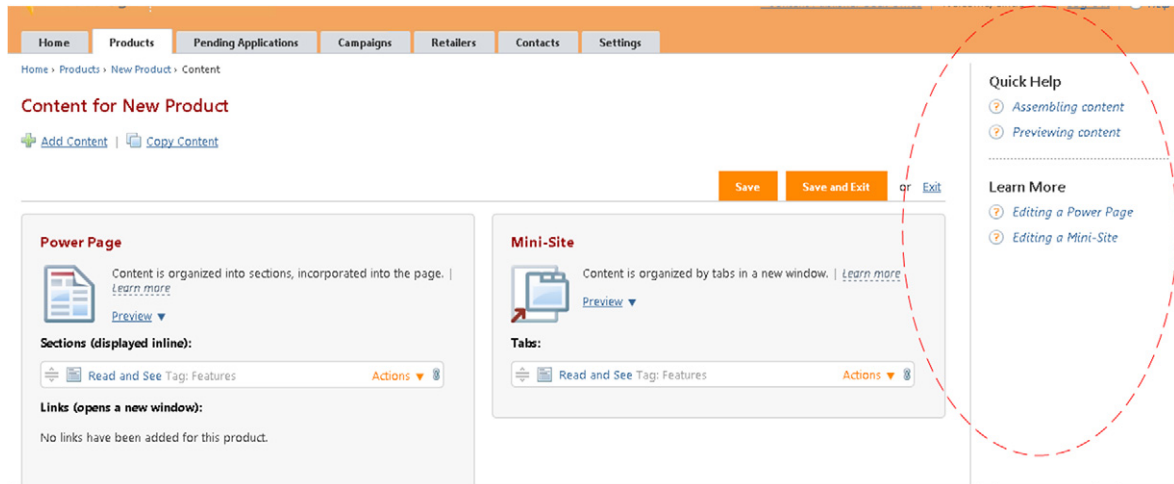 Home Products Pending Applications Campaigns Retailers Contacts Settings
Home › Products › New Product › Content
Content for New Product
Add Content | Copy Content
Save Save and Exit or Exit
Power Page
Content is organized into sections, incorporated into the page. |
Learn more
Preview ▼
Sections (displayed inline):
Read and See Tag: Features Actions ▼
Links (opens a new window):
No links have been added for this product.
Mini-Site
Content is organized by tabs in a new window. | Learn more
Preview ▼
Tabs:
Read and See Tag: Features Actions ▼
Quick Help
? Assembling content
? Previewing content
Learn More
? Editing a Power Page
? Editing a Mini-Site